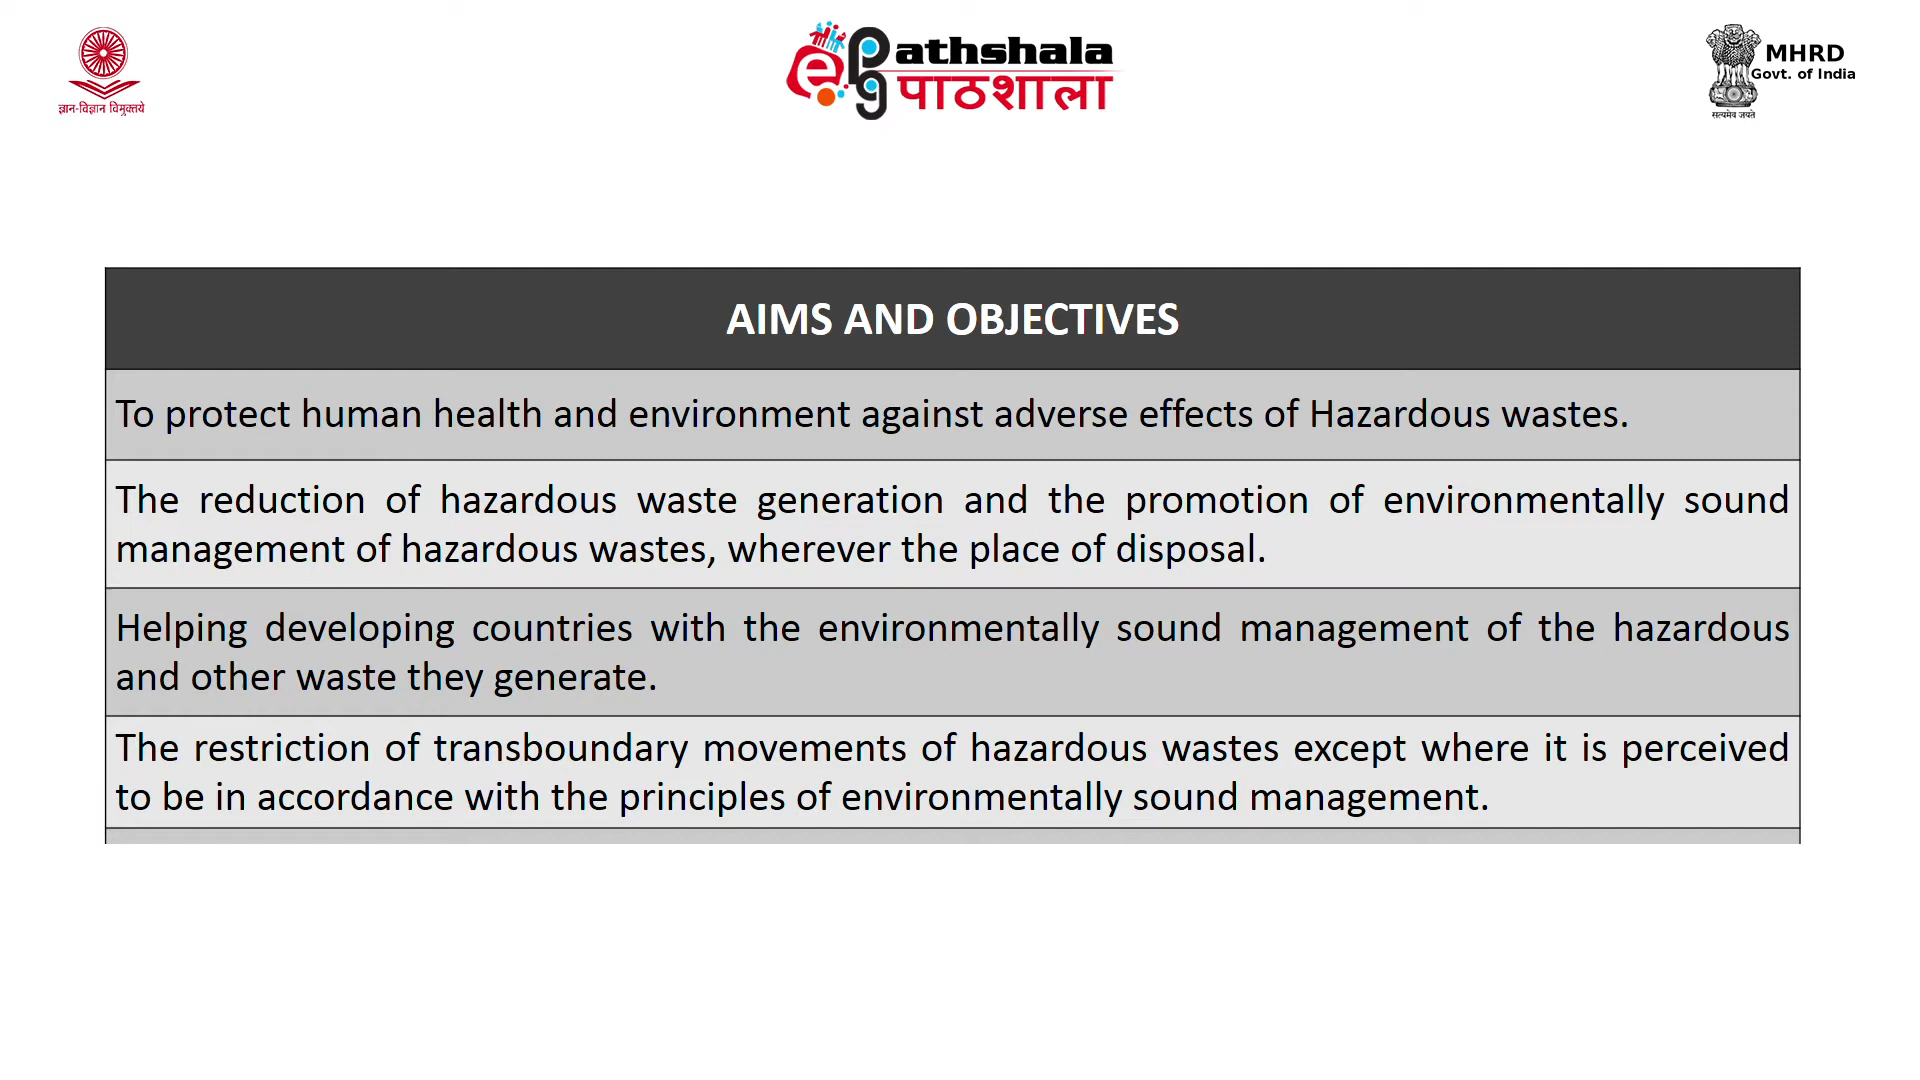 ज्ञान-विज्ञान विमुक्तये
e pg athshala
पाठशाला
MHRD
Govt. of India
सत्यमेव जयते
AIMS AND OBJECTIVES
To protect human health and environment against adverse effects of Hazardous wastes.
The reduction of hazardous waste generation and the promotion of environmentally sound
management of hazardous wastes, wherever the place of disposal.
Helping developing countries with the environmentally sound management of the hazardous
and other waste they generate.
The restriction of transboundary movements of hazardous wastes except where it is perceived
to be in accordance with the principles of environmentally sound management.